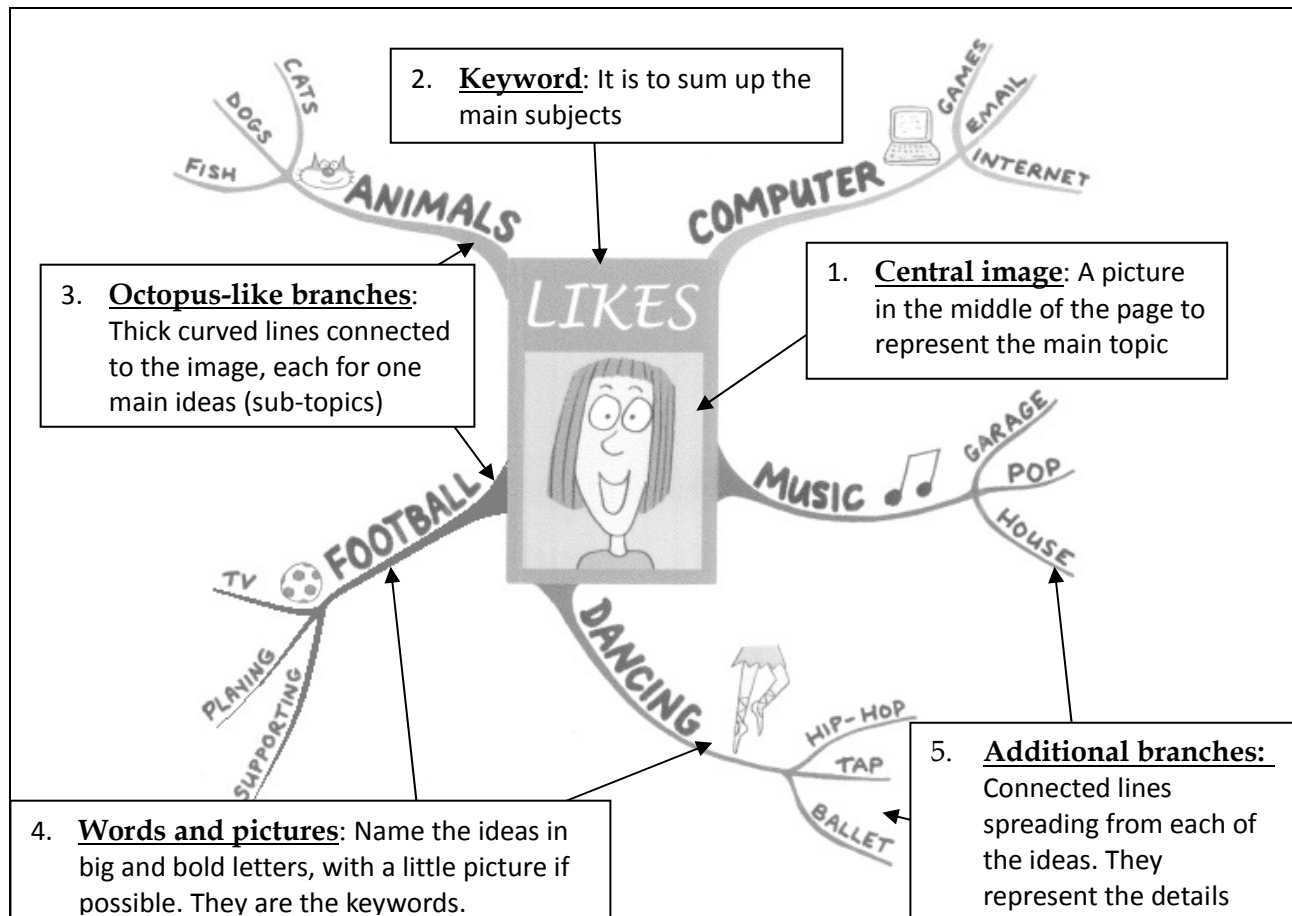 2. Keyword: It is to sum up the
main subjects
CATS
DOGS
FISH
ANIMALS
COMPUTER
GAMES
EMAIL
INTERNET
3. Octopus-like branches:
Thick curved lines connected
to the image, each for one
main ideas (sub-topics)
LIKES
1. Central image: A picture
in the middle of the page to
represent the main topic
FOOTBALL
TV
PLAYING
SUPPORTING
MUSIC
GARAGE
POP
HOUSE
DANCING
HIP-HOP
TAP
BALLET
4. Words and pictures: Name the ideas in
big and bold letters, with a little picture if
possible. They are the keywords.
5. Additional branches:
Connected lines
spreading from each of
the ideas. They
represent the details